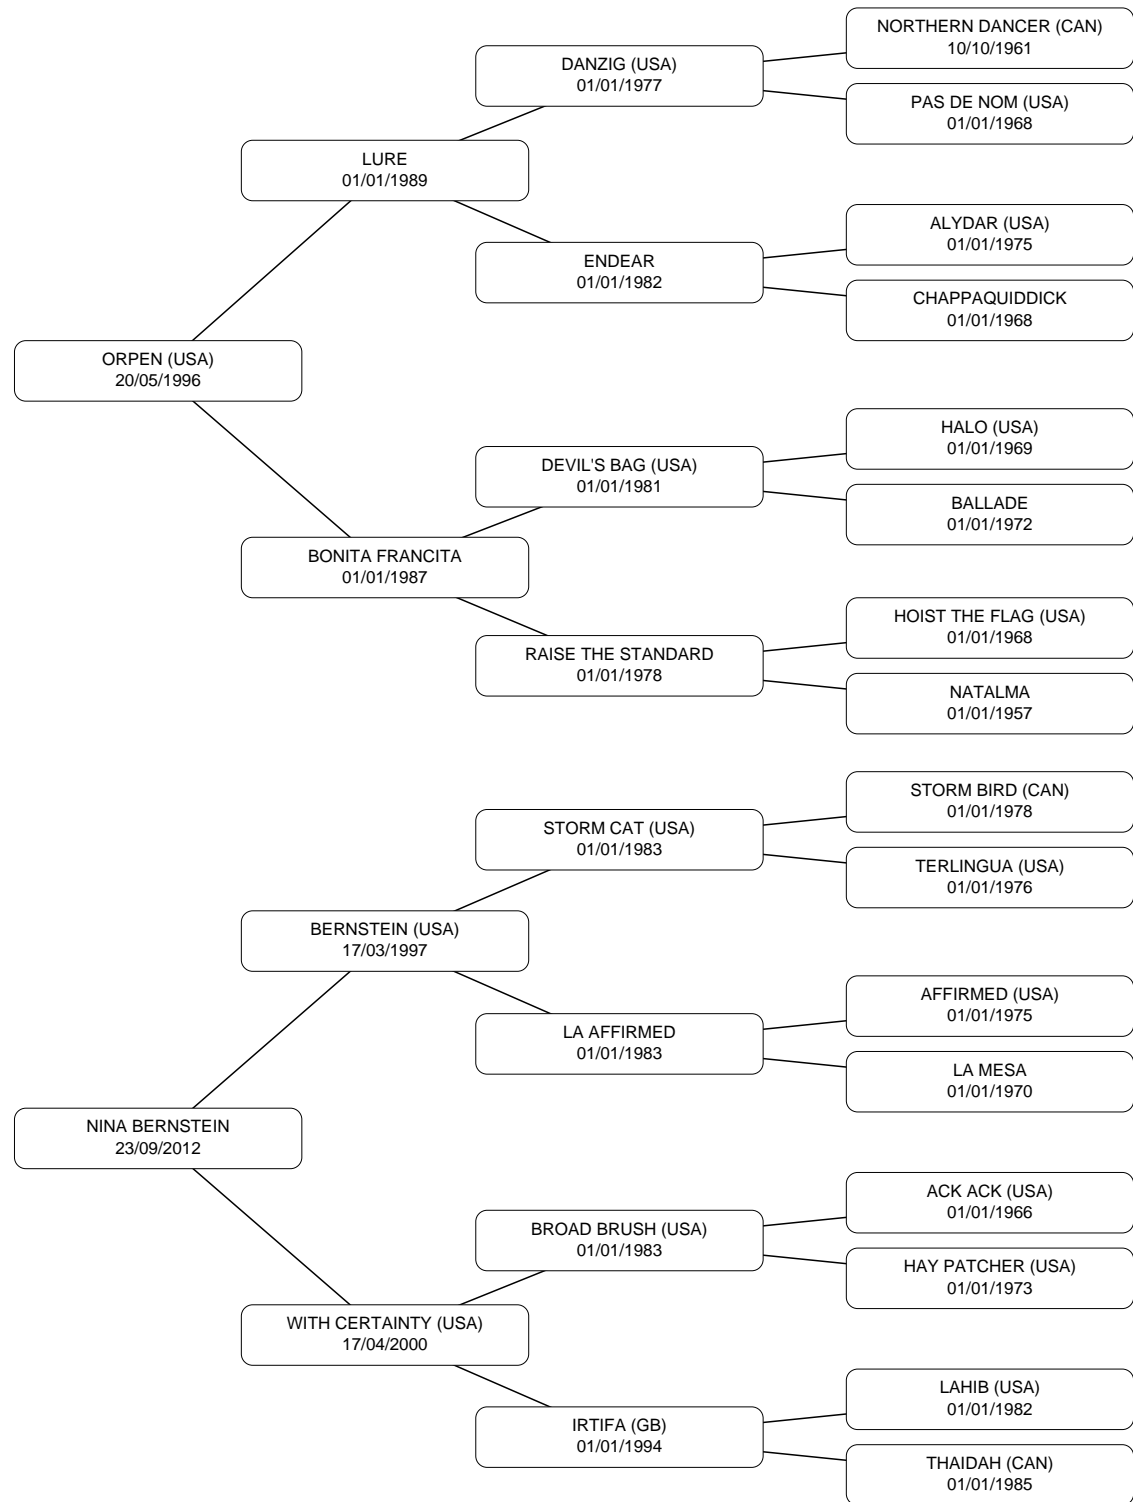 NORTHERN DANCER (CAN)
10/10/1961
DANZIG (USA)
01/01/1977
PAS DE NOM (USA)
01/01/1968
LURE
01/01/1989
ALYDAR (USA)
01/01/1975
ENDEAR
01/01/1982
CHAPPAQUIDDICK
01/01/1968
ORPEN (USA)
20/05/1996
HALO (USA)
01/01/1969
DEVIL'S BAG (USA)
01/01/1981
BALLADE
01/01/1972
BONITA FRANCITA
01/01/1987
HOIST THE FLAG (USA)
01/01/1968
RAISE THE STANDARD
01/01/1978
NATALMA
01/01/1957
STORM BIRD (CAN)
01/01/1978
STORM CAT (USA)
01/01/1983
TERLINGUA (USA)
01/01/1976
BERNSTEIN (USA)
17/03/1997
AFFIRMED (USA)
01/01/1975
LA AFFIRMED
01/01/1983
LA MESA
01/01/1970
NINA BERNSTEIN
23/09/2012
ACK ACK (USA)
01/01/1966
BROAD BRUSH (USA)
01/01/1983
HAY PATCHER (USA)
01/01/1973
WITH CERTAINTY (USA)
17/04/2000
LAHIB (USA)
01/01/1982
IRTIFA (GB)
01/01/1994
THAIDAH (CAN)
01/01/1985